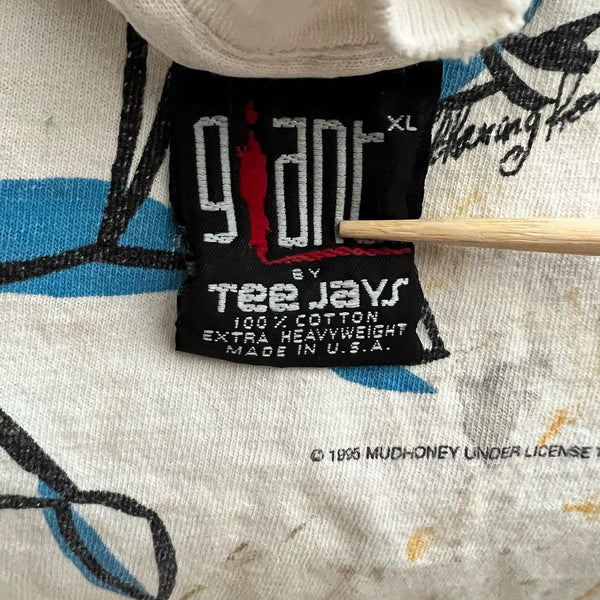 giant XL
BY
Tee Jays
100% COTTON
EXTRA HEAVYWEIGHT
MADE IN U.S.A.
© 1995 MUDHONEY UNDER LICENSE T